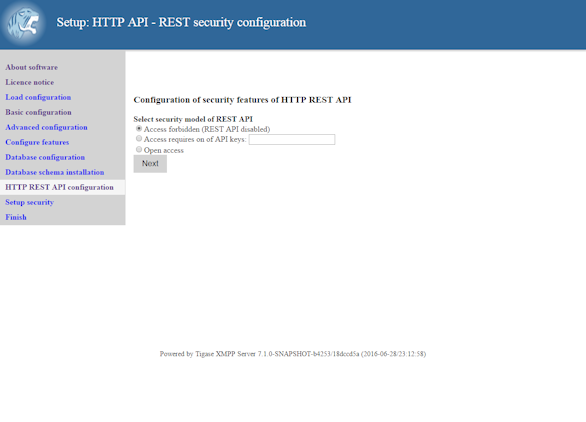 Setup: HTTP API - REST security configuration
About software
Licence notice
Load configuration
Basic configuration
Advanced configuration
Configure features
Database configuration
Database schema installation
HTTP REST API configuration
Setup security
Finish
Configuration of security features of HTTP REST API
Select security model of REST API
Access forbidden (REST API disabled)
Access requires on of API keys:
Open access
Next
Powered by Tigase XMPP Server 7.1.0-SNAPSHOT-b4253/18dccd5a (2016-06-28/23:12:58)